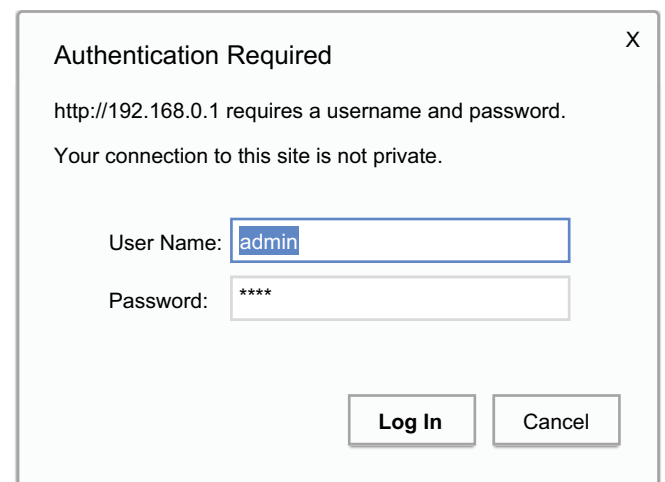 X
Authentication Required
http://192.168.0.1 requires a username and password.
Your connection to this site is not private.
User Name: admin
Password: ****
Log In Cancel